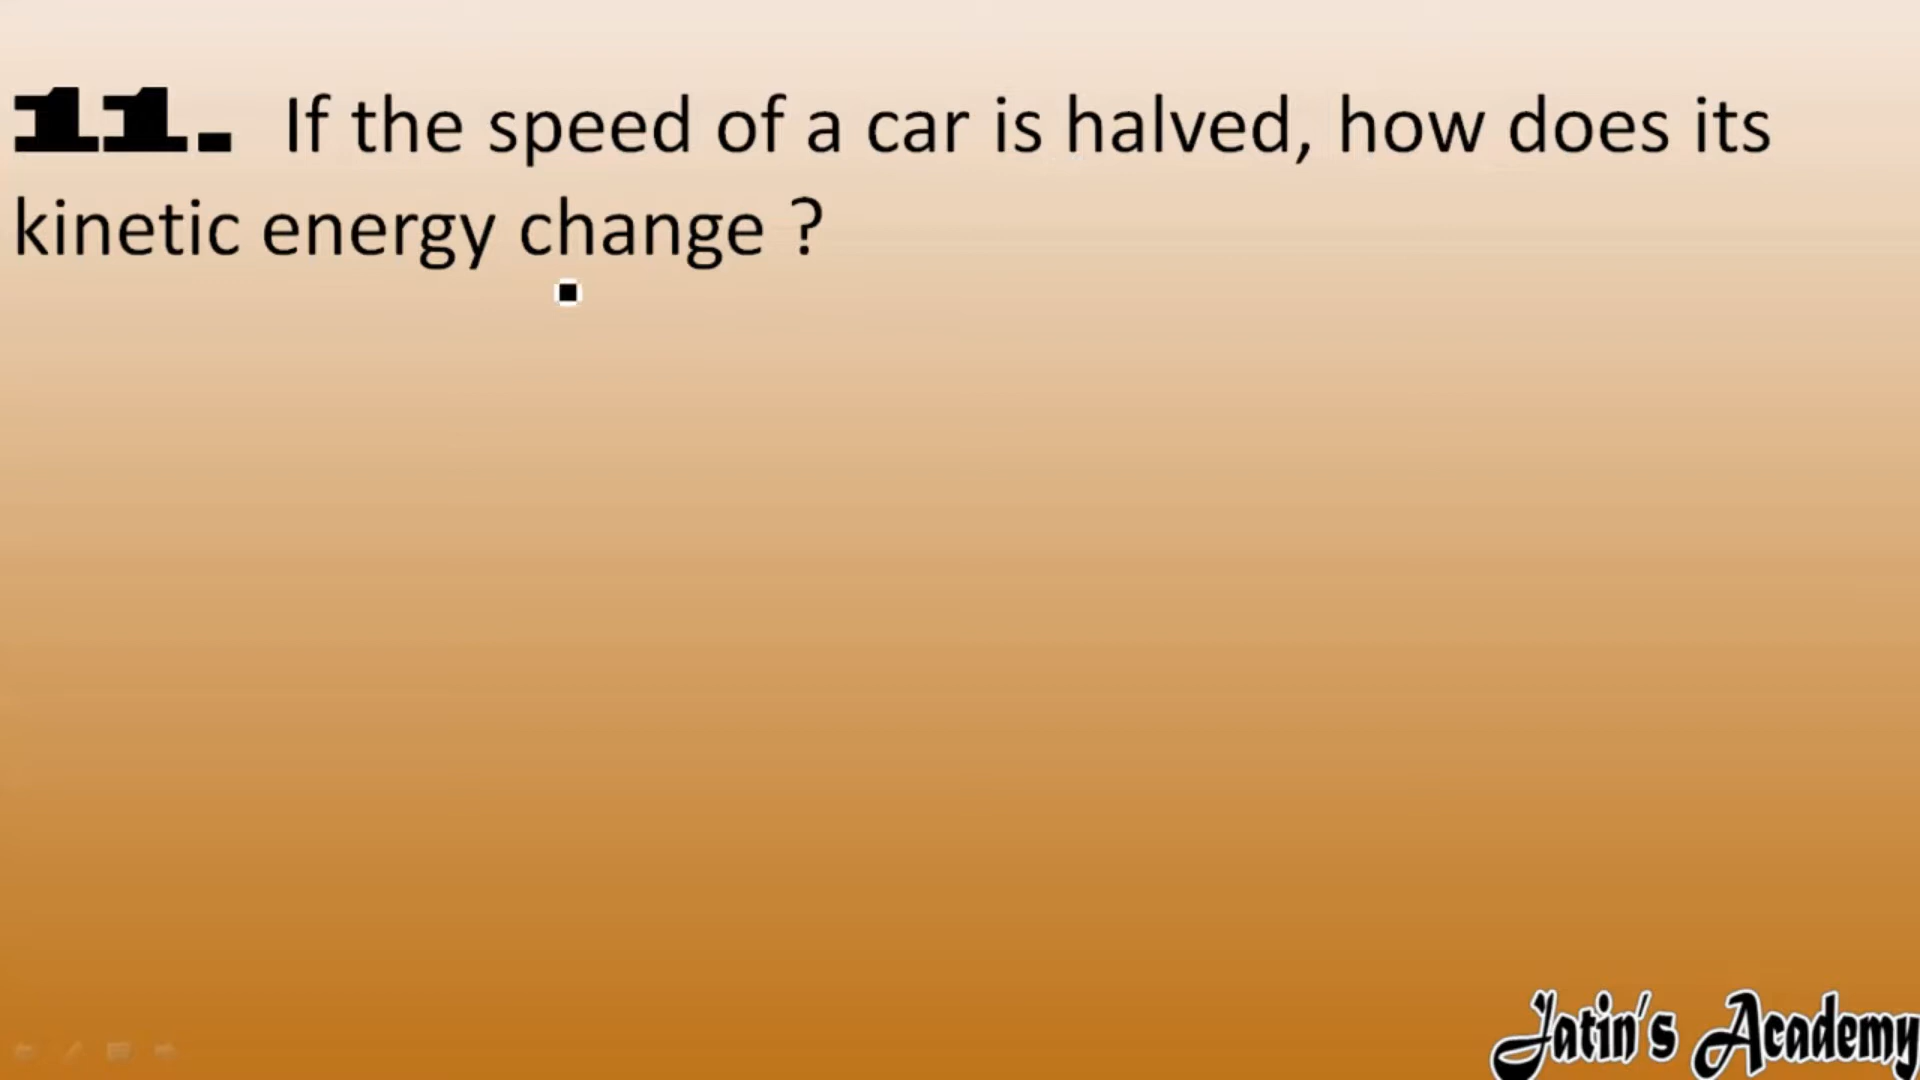 11. If the speed of a car is halved, how does its
kinetic energy change ?
Jatin's Academy